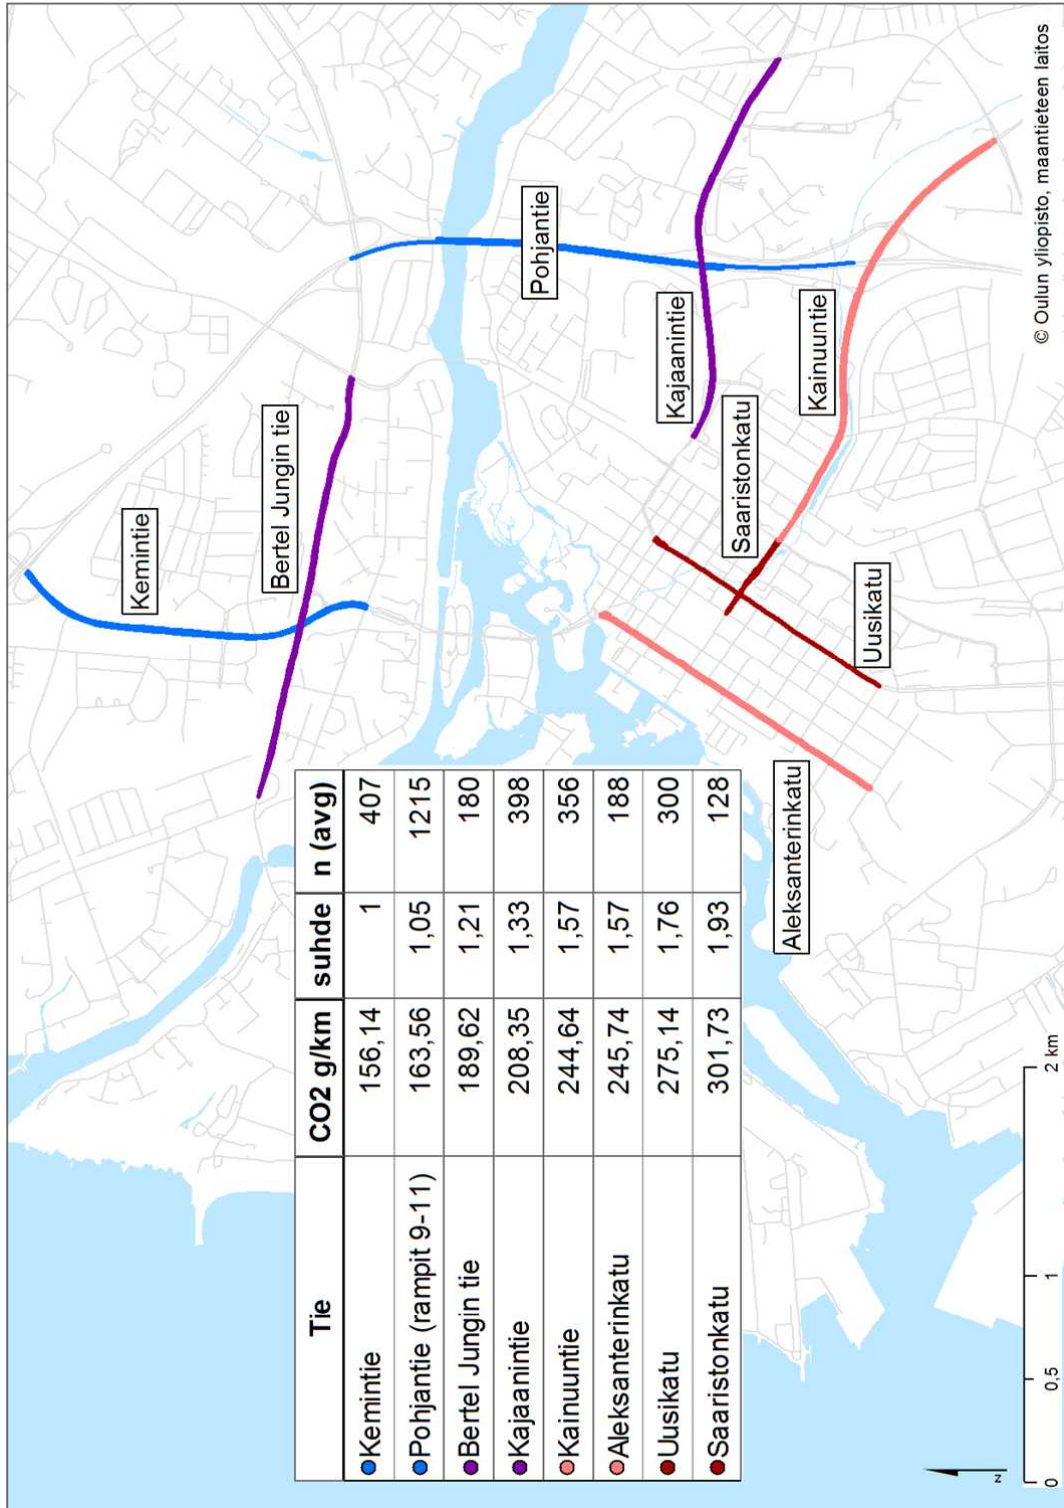 Kemintie
Bertel Jungin tie
Pohjantie
Kajaanintie
Saaristonkatu
Kainuuntie
Uusikatu
Aleksanterinkatu
Tie CO2 g/km suhde n (avg)
Kemintie 156,14 1 407
Pohjantie (rampit 9-11) 163,56 1,05 1215
Bertel Jungin tie 189,62 1,21 180
Kajaanintie 208,35 1,33 398
Kainuuntie 244,64 1,57 356
Aleksanterinkatu 245,74 1,57 188
Uusikatu 275,14 1,76 300
Saaristonkatu 301,73 1,93 128
N
0 0,5 1 2 km
© Oulun yliopisto, maantieteen laitos